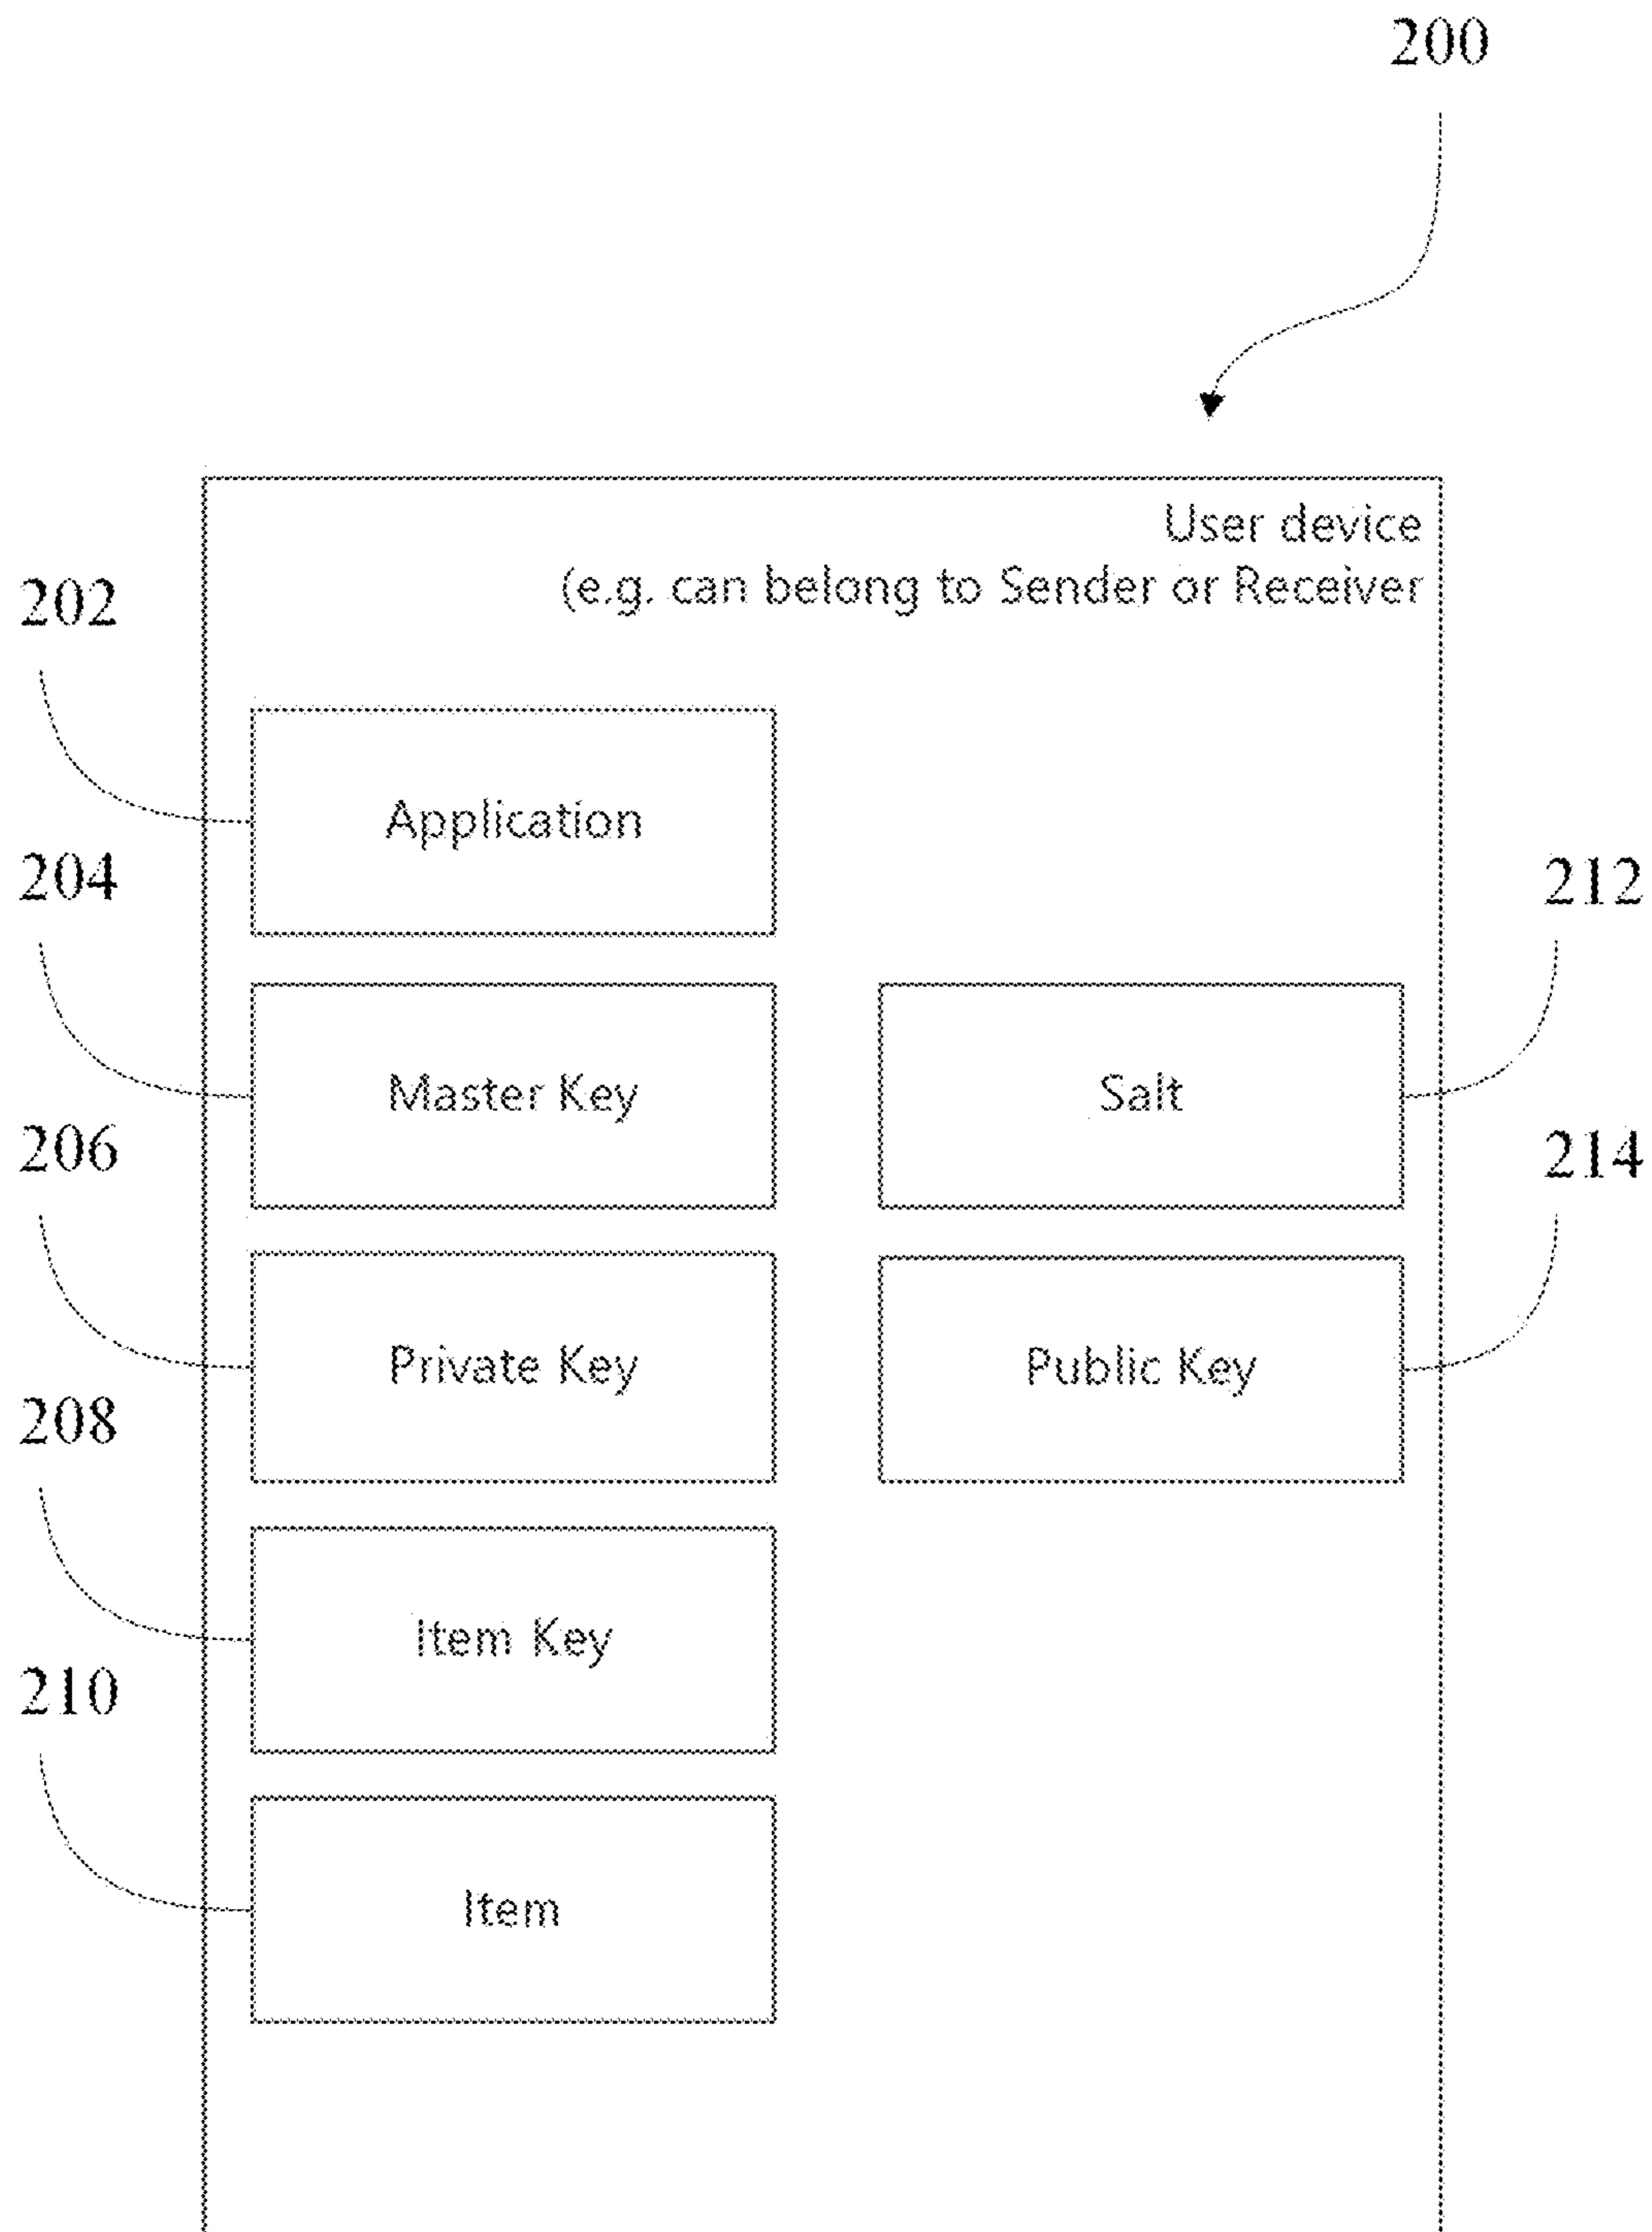 200
User device
(e.g. can belong to Sender or Receiver
202
Application
204
212
Master Key
Salt
206
214
Private Key
Public Key
208
Item Key
210
Item